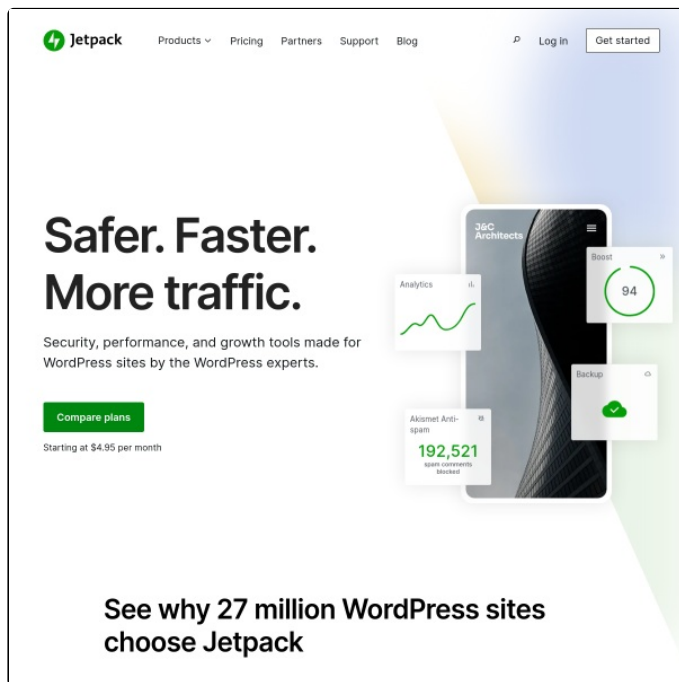 Jetpack
Products Pricing Partners Support Blog
Log in Get started
Safer. Faster.
More traffic.
Security, performance, and growth tools made for
WordPress sites by the WordPress experts.
Compare plans
Starting at $4.95 per month
J&C
Architects
Boost
94
Analytics
Backup
Akismet Anti-
spam
192,521
spam comments
blocked
See why 27 million WordPress sites
choose Jetpack